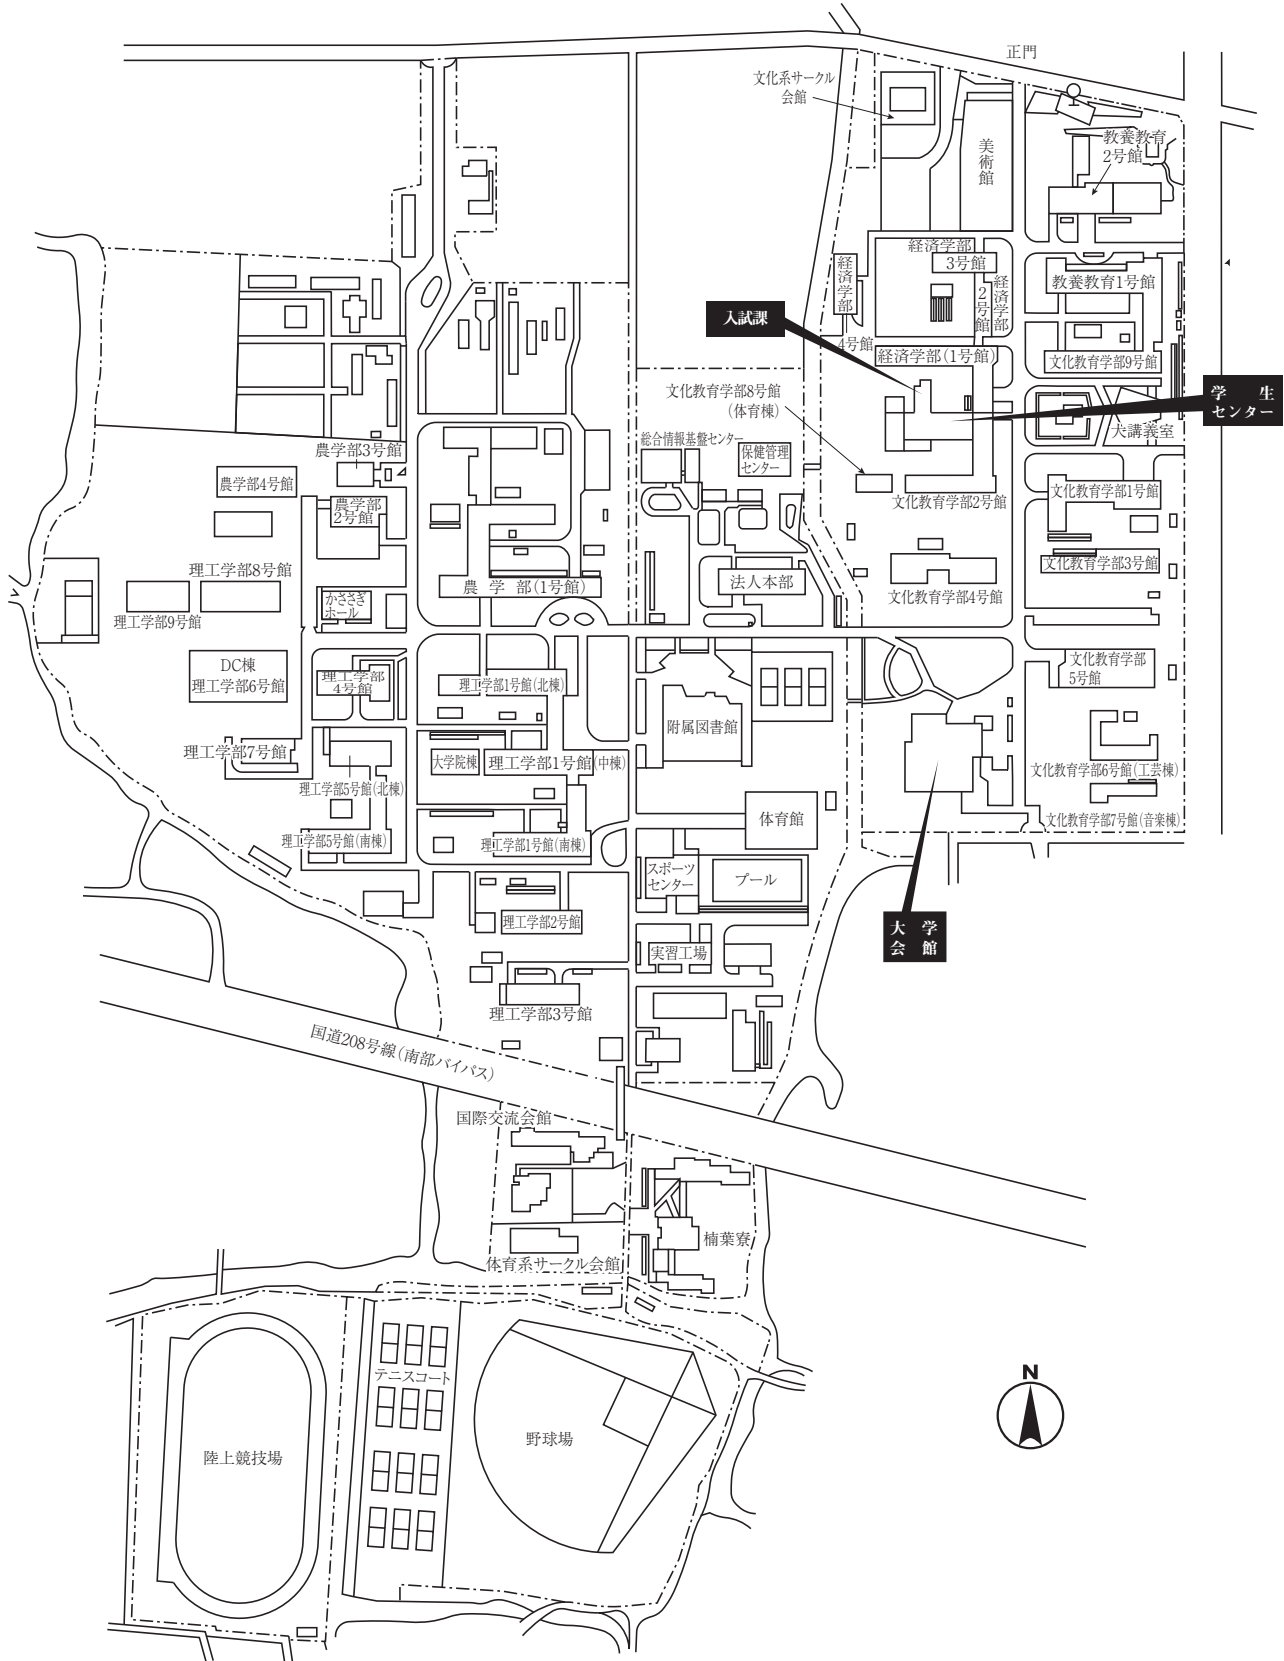 正門
文化系サークル
会館
美術館
教養教育
2号館
経済学部
3号館
経済学部
4号館
2号館
経済学部
教養教育1号館
入試課
経済学部(1号館)
文化教育学部9号館
学 生
センター
文化教育学部8号館
(体育棟)
大講義室
総合情報基盤センター
保健管理
センター
農学部3号館
農学部4号館
農学部
2号館
文化教育学部2号館
文化教育学部1号館
理工学部8号館
農 学 部(1号館)
法人本部
文化教育学部3号館
文化教育学部4号館
かささぎ
ホール
理工学部9号館
DC棟
理工学部6号館
理工学部
4号館
理工学部1号館(北棟)
文化教育学部
5号館
附属図書館
理工学部7号館
大学院棟
理工学部1号館(中棟)
文化教育学部6号館(工芸棟)
理工学部5号館(北棟)
体育館
文化教育学部7号館(音楽棟)
理工学部5号館(南棟)
理工学部1号館(南棟)
スポーツ
センター
プール
理工学部2号館
大 学
会 館
実習工場
理工学部3号館
国道208号線(南部バイパス)
国際交流会館
楠葉寮
体育系サークル会館
テニスコート
N
野球場
陸上競技場